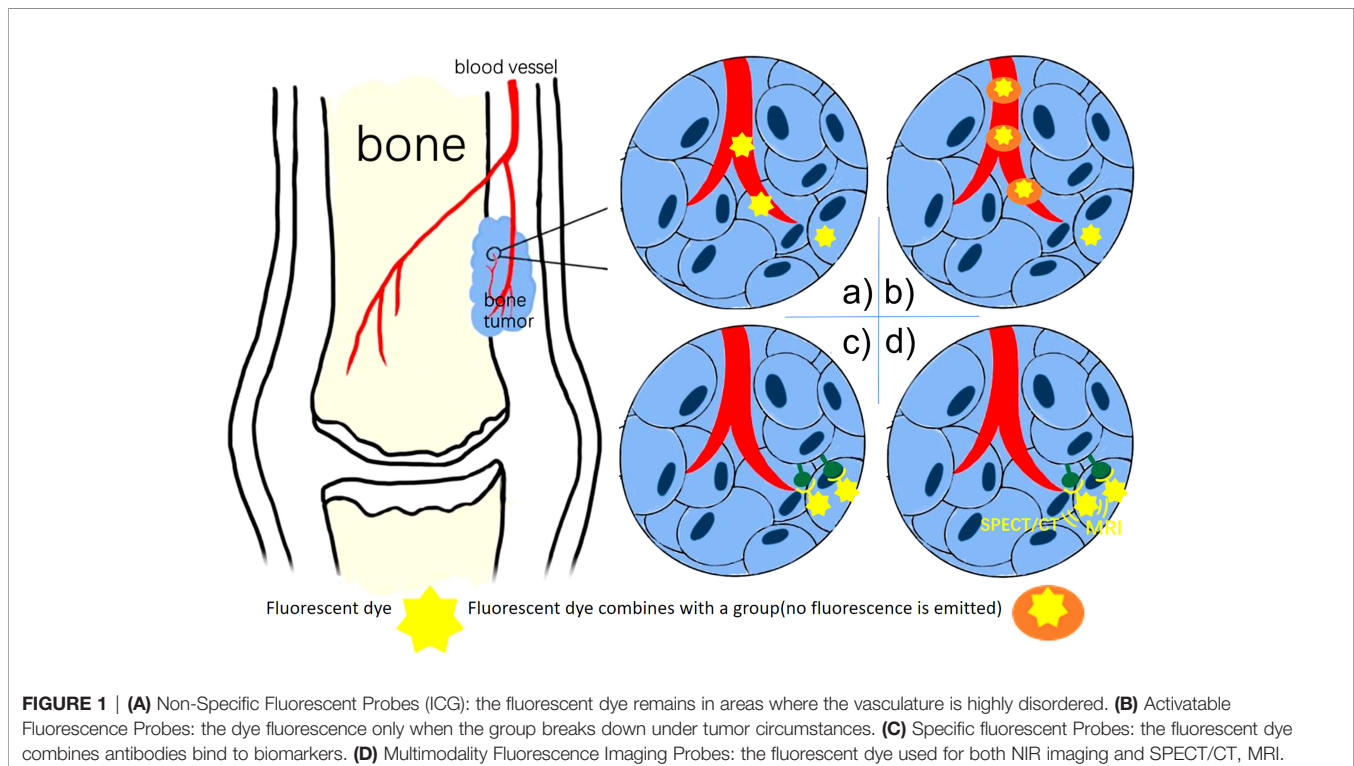 blood vessel
bone
bone
tumor
a) b)
c) d)
SPECT/CT MRI
Fluorescent dye Fluorescent dye combines with a group(no fluorescence is emitted)
FIGURE 1 | (A) Non-Specific Fluorescent Probes (ICG): the fluorescent dye remains in areas where the vasculature is highly disordered. (B) Activatable
Fluorescence Probes: the dye fluorescence only when the group breaks down under tumor circumstances. (C) Specific fluorescent Probes: the fluorescent dye
combines antibodies bind to biomarkers. (D) Multimodality Fluorescence Imaging Probes: the fluorescent dye used for both NIR imaging and SPECT/CT, MRI.